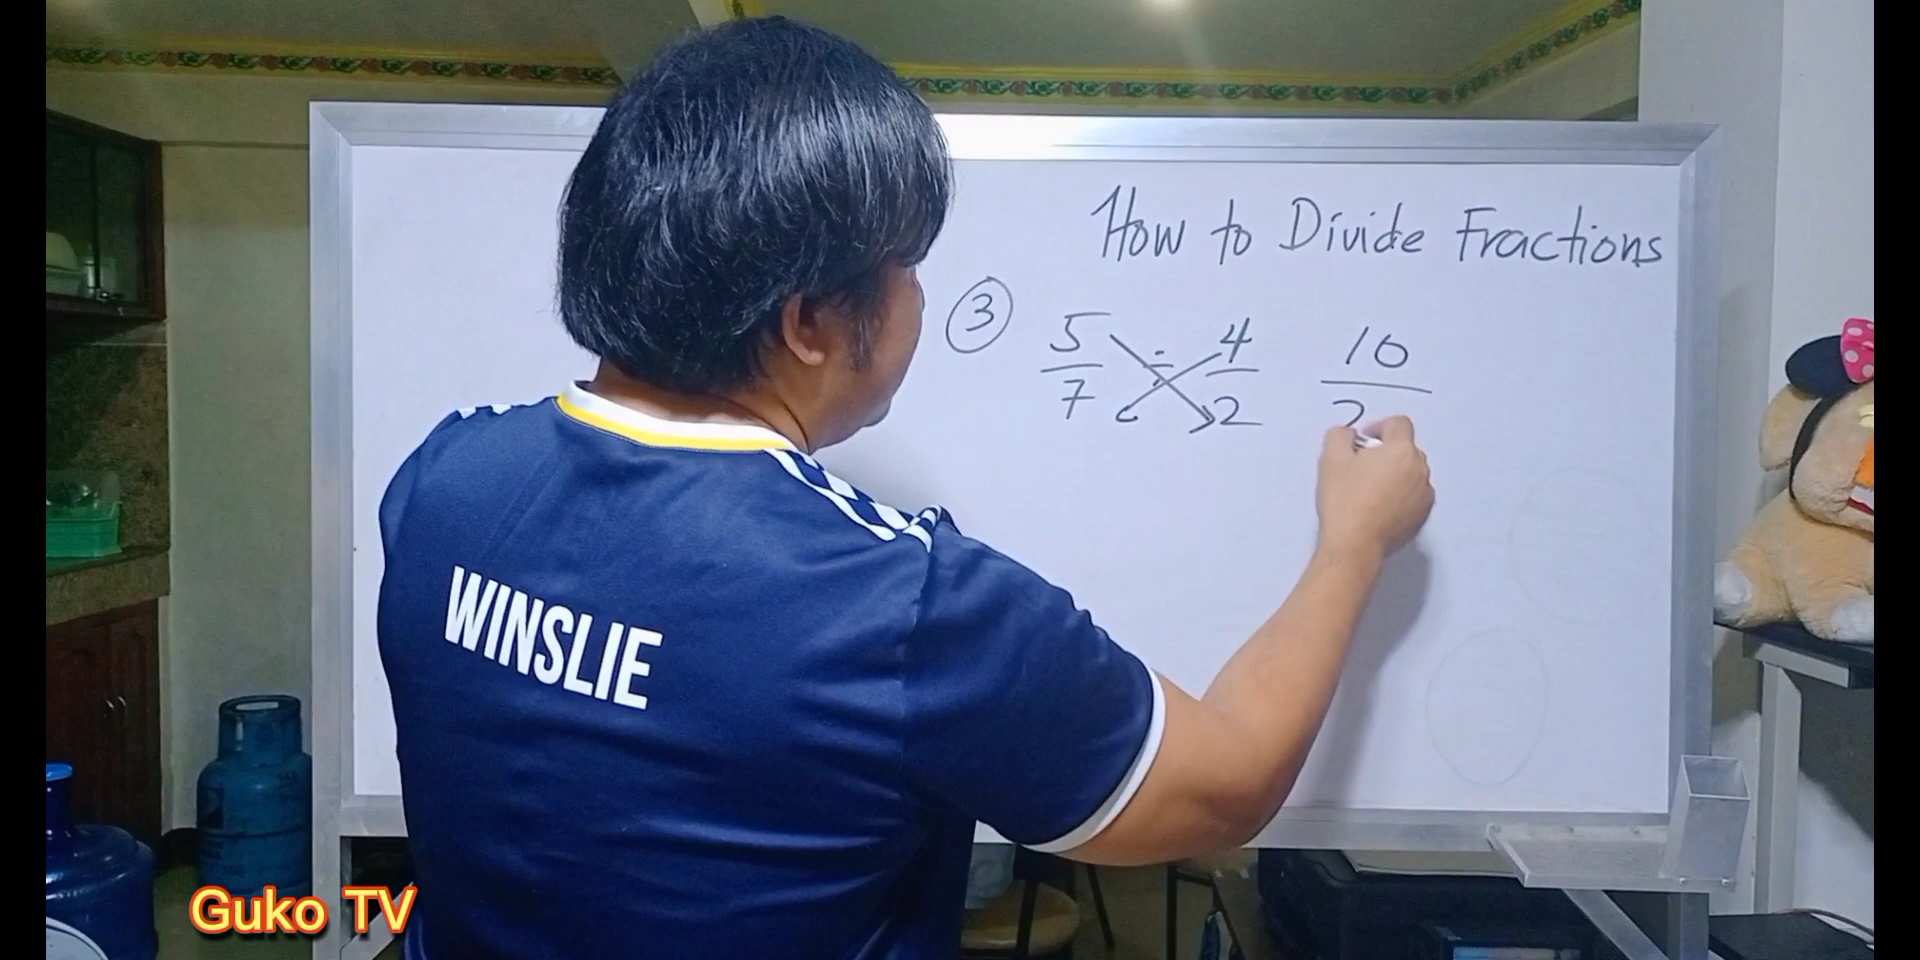 How to Divide Fractions
③ 5/7 ÷ 4/2 10/2
WINSLIE
Guko TV